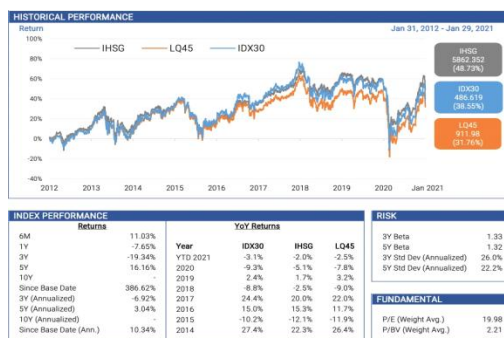 HISTORICAL PERFORMANCE
Return
Jan 31, 2012 - Jan 29, 2021
100%
80%
60%
40%
20%
0%
-20%
-40%
IHSG
LQ45
IDX30
IHSG
5862.352
(48.73%)
IDX30
486.619
(38.55%)
LQ45
911.98
(31.76%)
2012 2013 2014 2015 2016 2017 2018 2019 2020 Jan 2021
INDEX PERFORMANCE
Returns
6M 11.03%
1Y -7.65%
3Y -19.34%
5Y 16.16%
10Y -
Since Base Date 386.62%
3Y (Annualized) -6.92%
5Y (Annualized) 3.04%
10Y (Annualized) -
Since Base Date (Ann.) 10.34%
YoY Returns
Year IDX30 IHSG LQ45
YTD 2021 -3.1% -2.0% -2.5%
2020 -9.3% -5.1% -7.8%
2019 2.4% 1.7% 3.2%
2018 -8.8% -2.5% -9.0%
2017 24.4% 20.0% 22.0%
2016 15.0% 15.3% 11.7%
2015 -10.2% -12.1% -11.9%
2014 27.4% 22.3% 26.4%
RISK
3Y Beta 1.33
5Y Beta 1.32
3Y Std Dev (Annualized) 26.0%
5Y Std Dev (Annualized) 22.2%
FUNDAMENTAL
P/E (Weight Avg.) 19.98
P/BV (Weight Avg.) 2.21